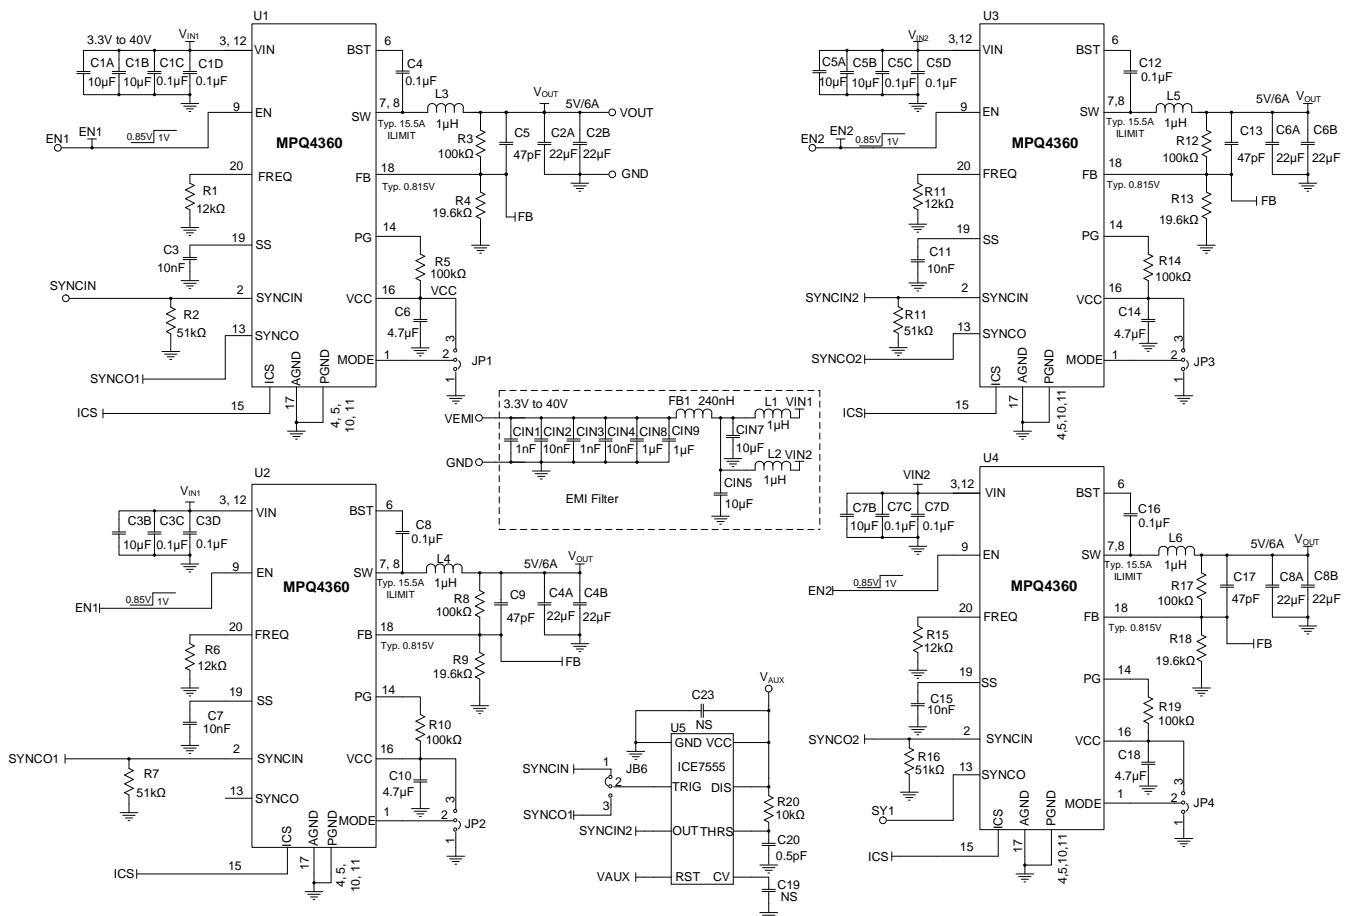 U1
3.3V to 40V
VIN1
3, 12
VIN
BST
6
C1A
C1B
C1C
C1D
10µF
10µF
0.1µF
0.1µF
C4
0.1µF
9
EN
EN1
EN1
0.85V
1V
SW
7, 8
L3
1µH
Typ. 15.5A
ILIMIT
VOUT
5V/6A
VOUT
MPQ4360
R3
100kΩ
C5
47pF
C2A
22µF
C2B
22µF
20
FREQ
FB
18
Typ. 0.815V
GND
R1
12kΩ
R4
19.6kΩ
FB
19
SS
C3
10nF
PG
14
R5
100kΩ
SYNCIN
2
SYNCIN
VCC
16
VCC
R2
51kΩ
13
SYNCO
C6
4.7µF
3
SYNCO1
MODE
1
2
JP1
1
ICS
AGND
PGND
ICS
15
17
4, 5,
10, 11
U3
VIN2
3,12
VIN
BST
6
C5A
C5B
C5C
C5D
10µF
10µF
0.1µF
0.1µF
C12
0.1µF
9
EN
EN2
EN2
0.85V
1V
SW
7,8
L5
1µH
Typ. 15.5A
ILIMIT
5V/6A
VOUT
MPQ4360
R12
100kΩ
C13
47pF
C6A
22µF
C6B
22µF
20
FREQ
FB
18
Typ. 0.815V
R11
12kΩ
R13
19.6kΩ
FB
19
SS
C11
10nF
PG
14
R14
100kΩ
SYNCIN2
2
SYNCIN
VCC
16
R11
51kΩ
13
SYNCO
C14
4.7µF
3
SYNCO2
MODE
1
2
JP3
1
ICS
AGND
PGND
ICS
15
17
4,5,10,11
3.3V to 40V
FB1
240nH
L1
VIN1
1µH
VEMI
CIN1
CIN2
CIN3
CIN4
CIN8
CIN9
1nF
10nF
1nF
10nF
1µF
1µF
CIN7
10µF
L2
VIN2
1µH
GND
CIN5
10µF
EMI Filter
U2
VIN1
3, 12
VIN
BST
6
C3B
C3C
C3D
10µF
0.1µF
0.1µF
C8
0.1µF
9
EN
EN1
0.85V
1V
SW
7, 8
L4
1µH
Typ. 15.5A
ILIMIT
5V/6A
VOUT
MPQ4360
R8
100kΩ
C9
47pF
C4A
22µF
C4B
22µF
20
FREQ
FB
18
Typ. 0.815V
R6
12kΩ
R9
19.6kΩ
FB
19
SS
C7
10nF
PG
14
R10
100kΩ
SYNCO1
2
SYNCIN
VCC
16
R7
51kΩ
13
SYNCO
C10
4.7µF
3
MODE
1
2
JP2
1
ICS
AGND
PGND
ICS
15
17
4, 5,
10, 11
VAUX
C23
NS
U5
GND
VCC
ICE7555
SYNCIN
1
JB6
2
TRIG
DIS
SYNCO1
3
R20
10kΩ
SYNCIN2
OUT
THRS
C20
0.5pF
VAUX
RST
CV
C19
NS
U4
VIN2
3,12
VIN
BST
6
C7B
C7C
C7D
10µF
0.1µF
0.1µF
C16
0.1µF
9
EN
EN2
0.85V
1V
SW
7,8
L6
1µH
Typ. 15.5A
ILIMIT
5V/6A
VOUT
MPQ4360
R17
100kΩ
C17
47pF
C8A
22µF
C8B
22µF
20
FREQ
FB
18
Typ. 0.815V
R15
12kΩ
R18
19.6kΩ
FB
19
SS
C15
10nF
PG
14
R19
100kΩ
SYNCO2
2
SYNCIN
VCC
16
R16
51kΩ
13
SYNCO
C18
4.7µF
3
SY1
MODE
1
2
JP4
1
ICS
AGND
PGND
ICS
15
17
4,5,10,11